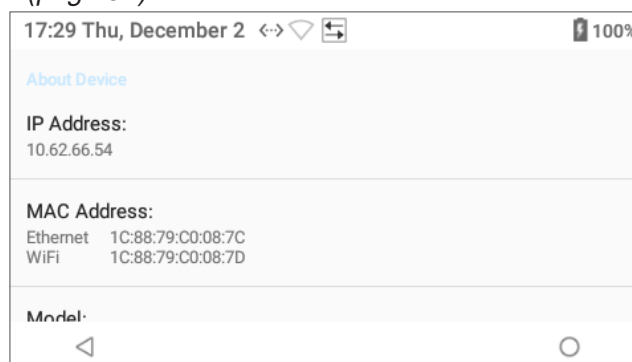 17:29 Thu, December 2 100%
About Device
IP Address:
10.62.66.54
MAC Address:
Ethernet 1C:88:79:C0:08:7C
WiFi 1C:88:79:C0:08:7D
Model: